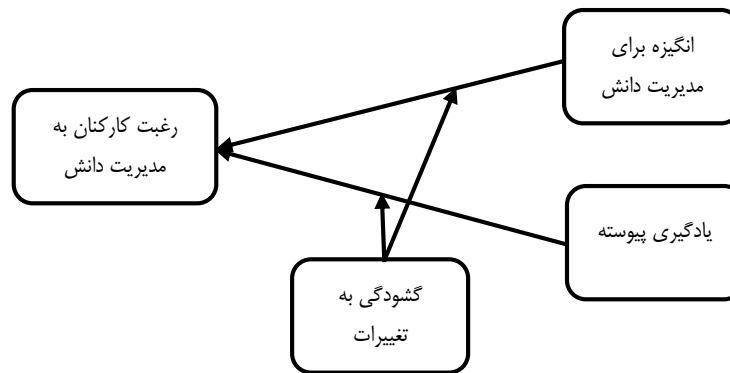 انگیزه برای
مدیریت دانش
رغبت کارکنان به
مدیریت دانش
یادگیری پیوسته
گشودگی به
تغییرات